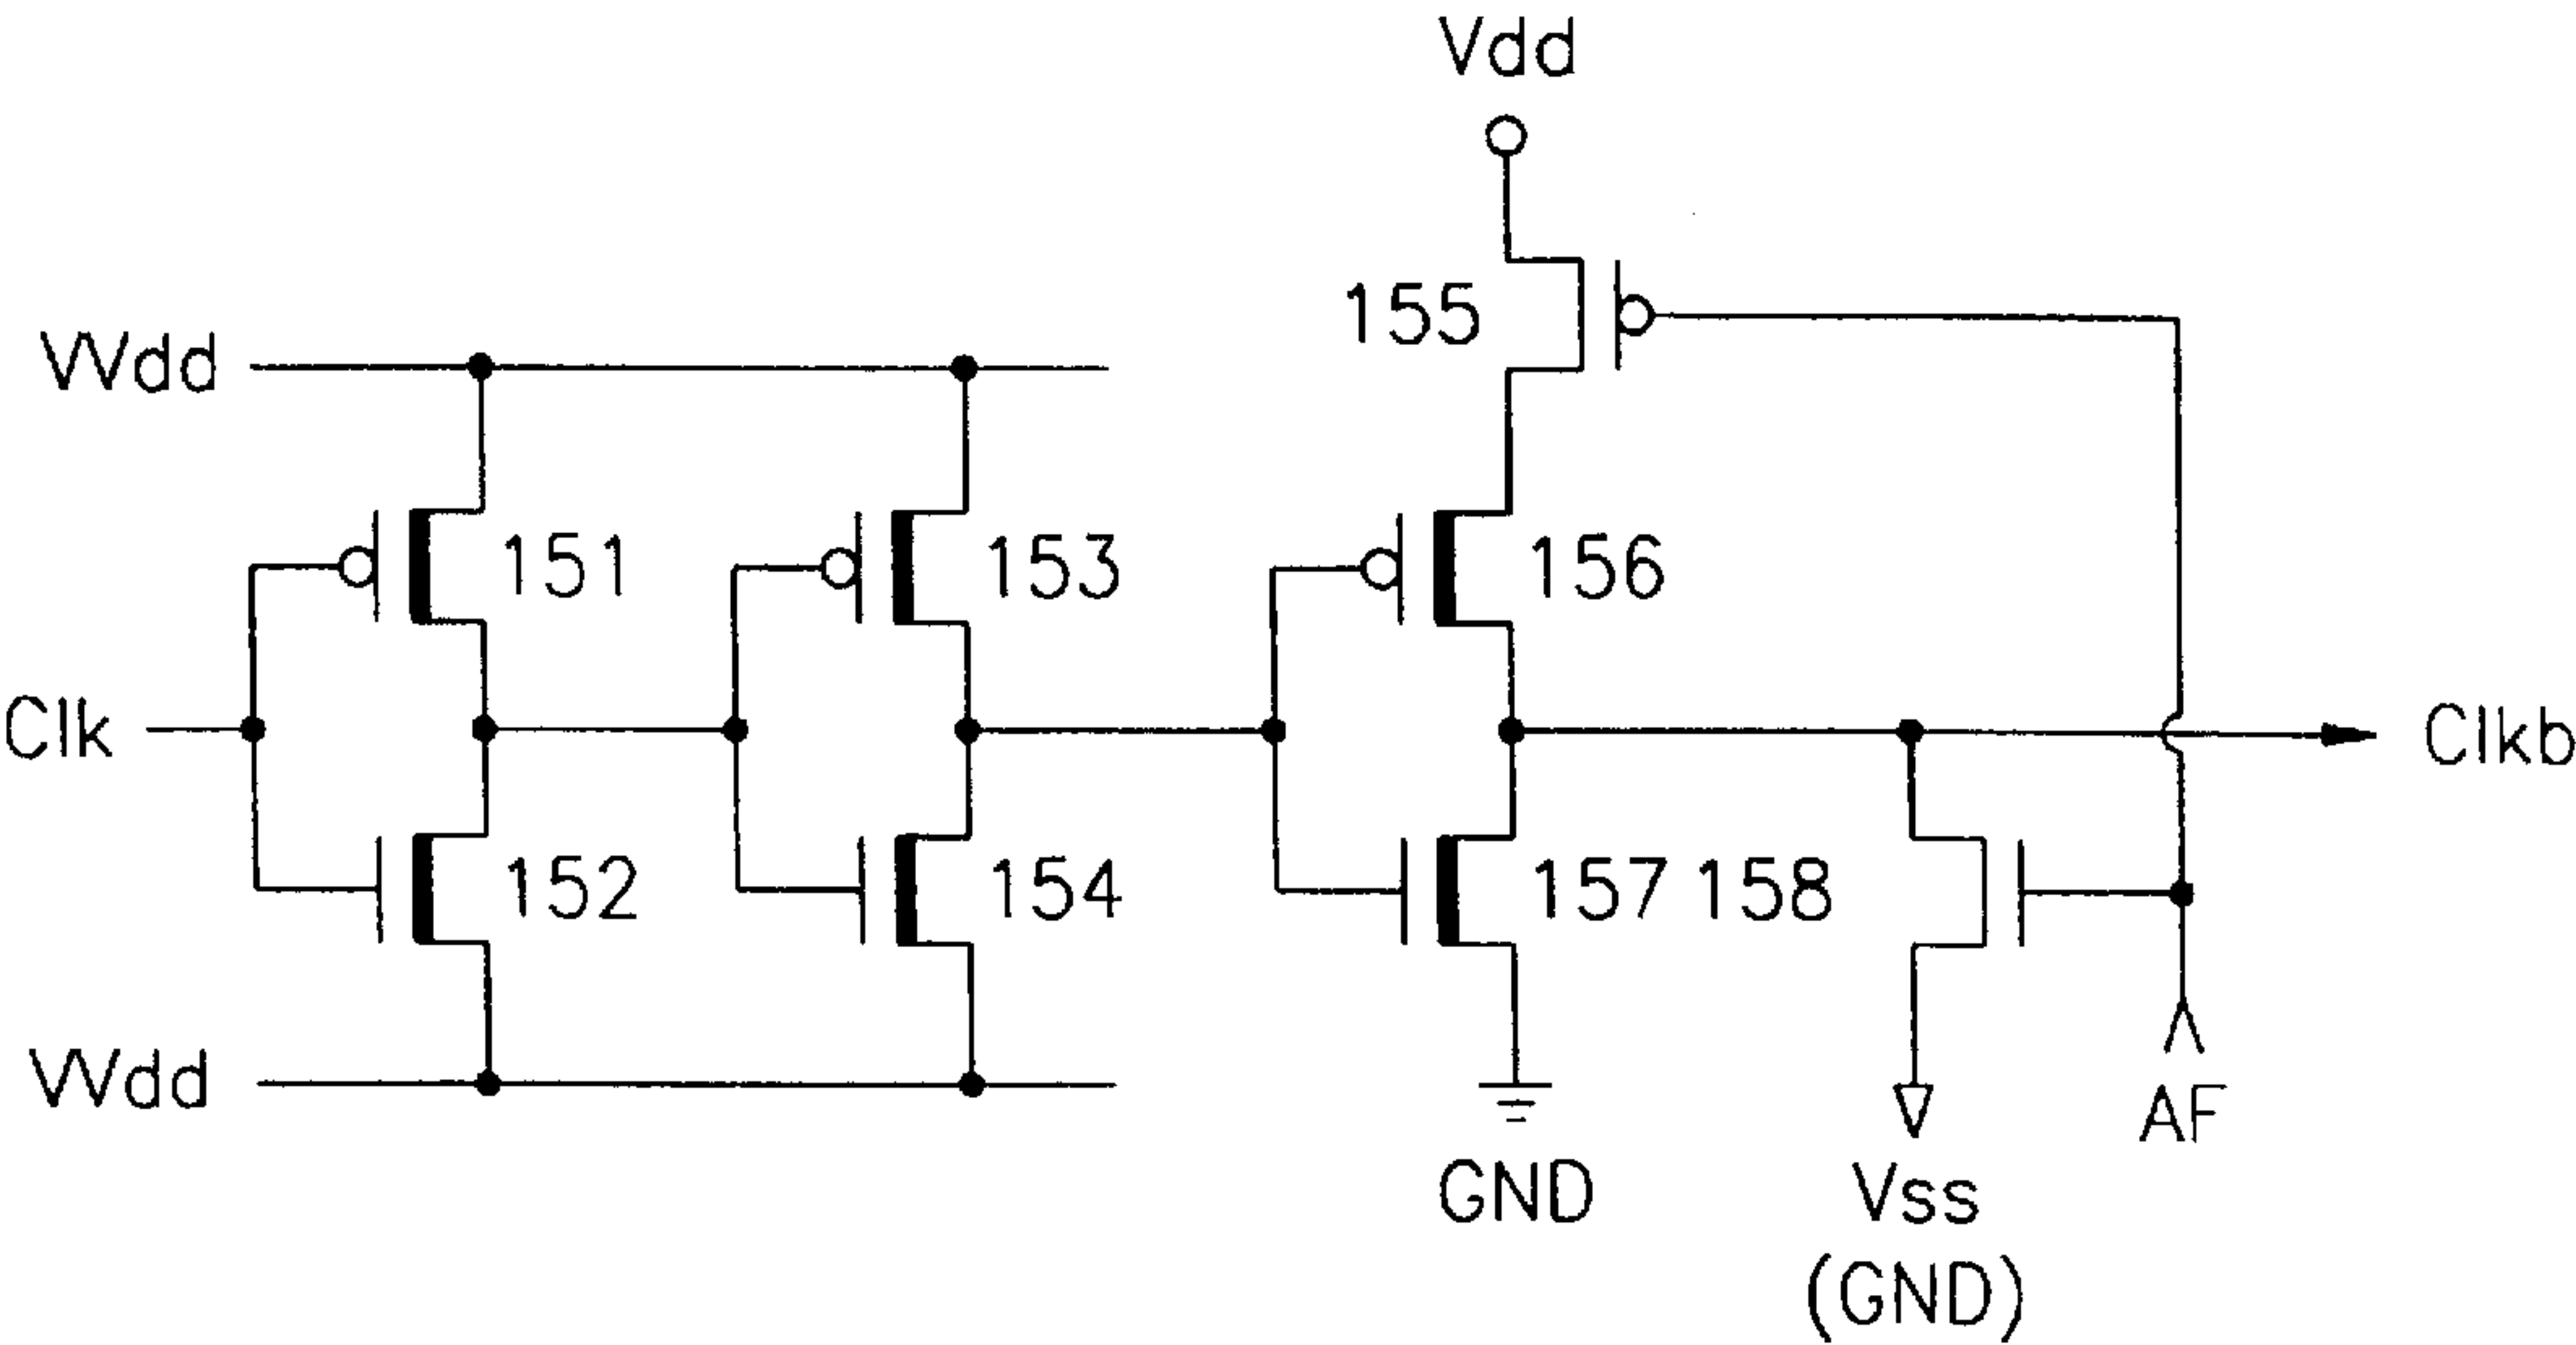 Vdd
155
VVdd
151
153
156
Clk
Clkb
152
154
157
158
VVdd
AF
GND
Vss
(GND)